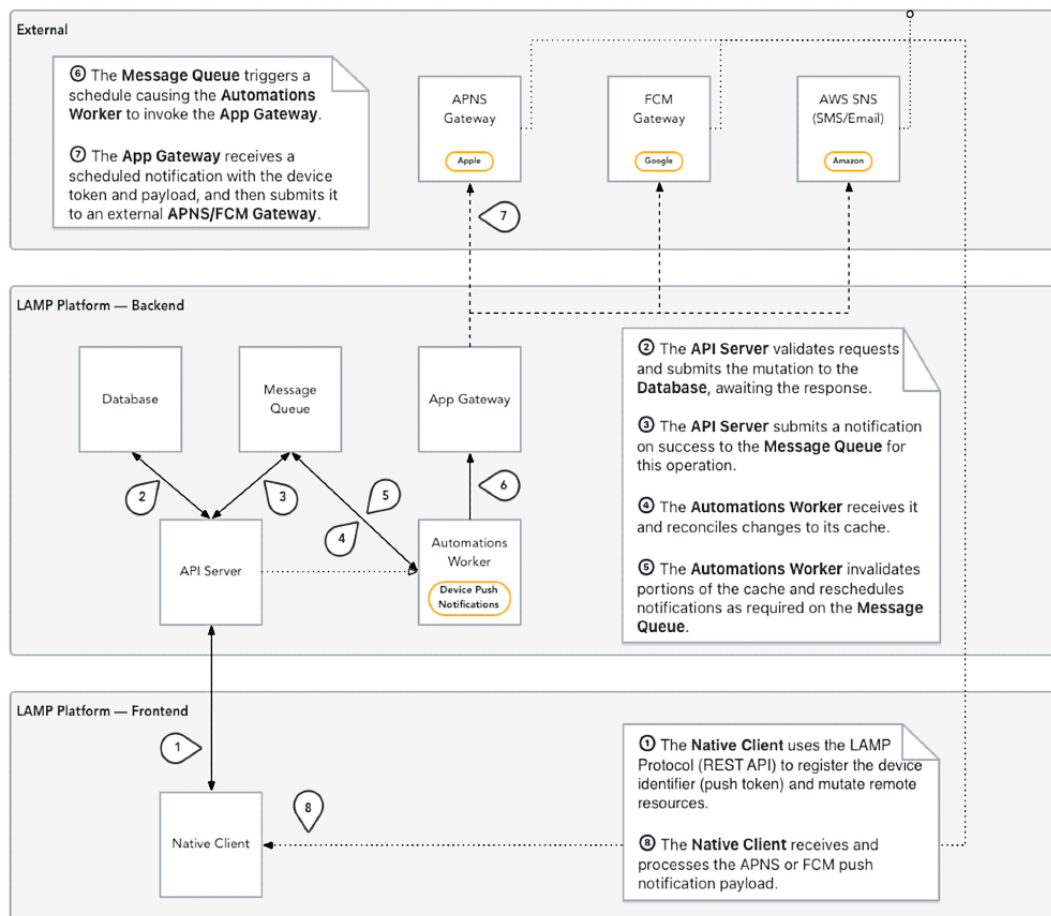 External
⑥ The Message Queue triggers a
schedule causing the Automations
Worker to invoke the App Gateway.
⑦ The App Gateway receives a
scheduled notification with the device
token and payload, and then submits it
to an external APNS/FCM Gateway.
APNS
Gateway
Apple
FCM
Gateway
Google
AWS SNS
(SMS/Email)
Amazon
7
LAMP Platform — Backend
Database
Message
Queue
App Gateway
2
3
5
4
6
API Server
Automations
Worker
Device Push
Notifications
② The API Server validates requests
and submits the mutation to the
Database, awaiting the response.
③ The API Server submits a notification
on success to the Message Queue for
this operation.
④ The Automations Worker receives it
and reconciles changes to its cache.
⑤ The Automations Worker invalidates
portions of the cache and reschedules
notifications as required on the Message
Queue.
LAMP Platform — Frontend
1
8
Native Client
① The Native Client uses the LAMP
Protocol (REST API) to register the device
identifier (push token) and mutate remote
resources.
⑧ The Native Client receives and
processes the APNS or FCM push
notification payload.